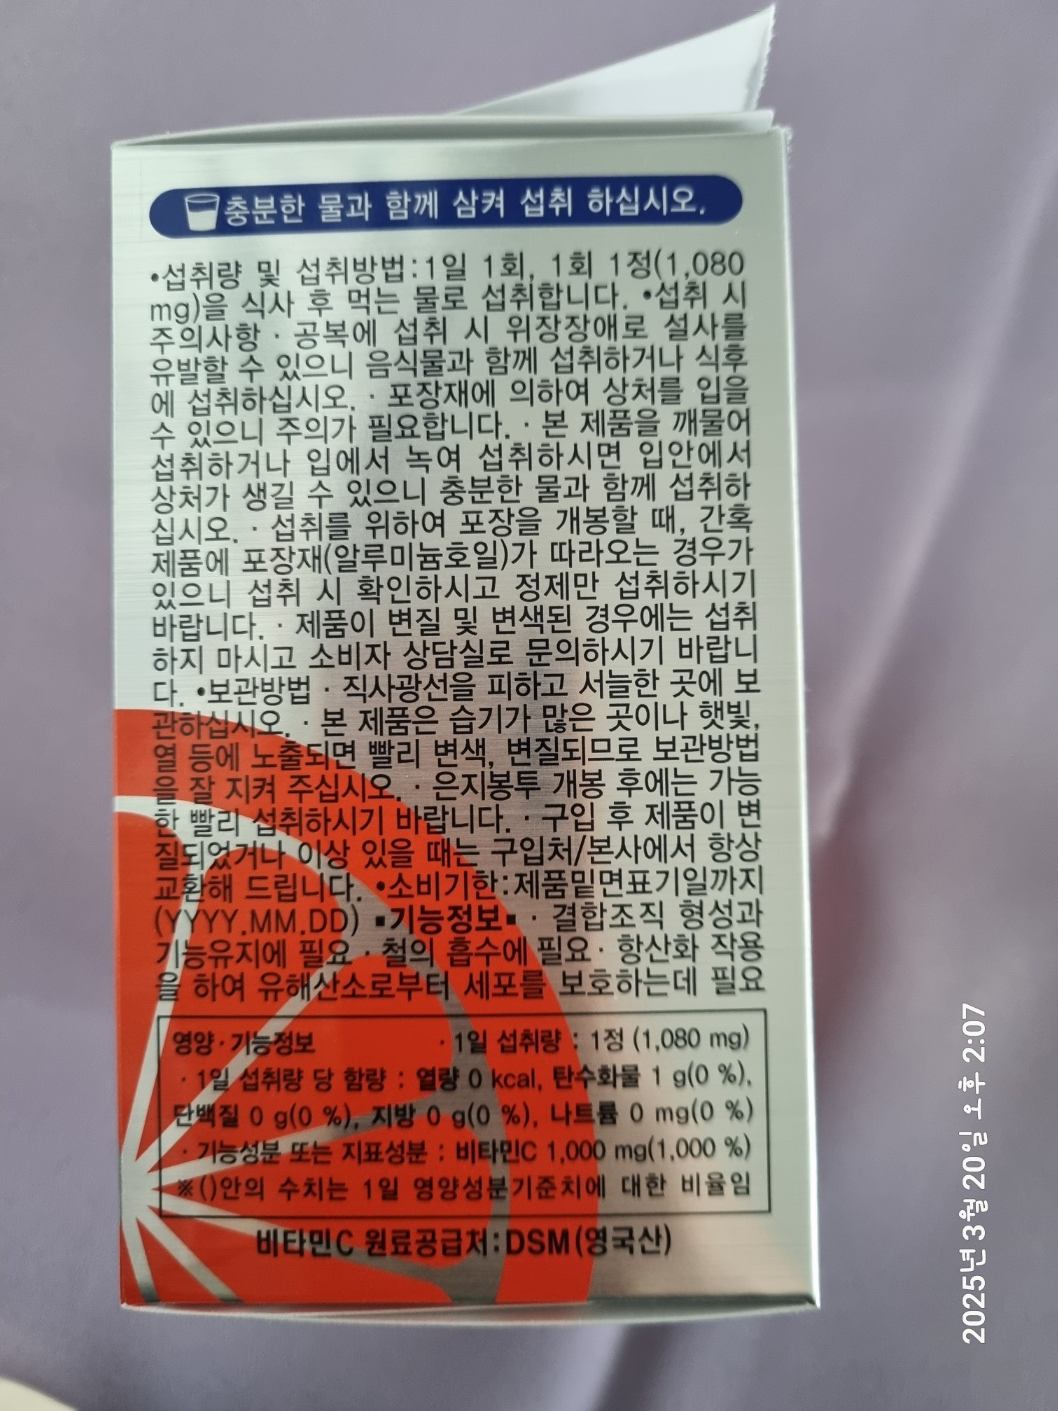 충분한 물과 함께 삼켜 섭취 하십시오.
•섭취량 및 섭취방법:1일 1회, 1회 1정(1,080
mg)을 식사 후 먹는 물로 섭취합니다. •섭취 시
주의사항 · 공복에 섭취 시 위장장애로 설사를
유발할 수 있으니 음식물과 함께 섭취하거나 식후
에 섭취하십시오. · 포장재에 의하여 상처를 입을
수 있으니 주의가 필요합니다. · 본 제품을 깨물어
섭취하거나 입에서 녹여 섭취하시면 입안에서
상처가 생길 수 있으니 충분한 물과 함께 섭취하
십시오. · 섭취를 위하여 포장을 개봉할 때, 간혹
제품에 포장재(알루미늄호일)가 따라오는 경우가
있으니 섭취 시 확인하시고 정제만 섭취하시기
바랍니다. · 제품이 변질 및 변색된 경우에는 섭취
하지 마시고 소비자 상담실로 문의하시기 바랍니
다. •보관방법 · 직사광선을 피하고 서늘한 곳에 보
관하십시오. · 본 제품은 습기가 많은 곳이나 햇빛,
열 등에 노출되면 빨리 변색, 변질되므로 보관방법
을 잘 지켜 주십시오. · 은지봉투 개봉 후에는 가능
한 빨리 섭취하시기 바랍니다. · 구입 후 제품이 변
질되었거나 이상 있을 때는 구입처/본사에서 항상
교환해 드립니다. •소비기한:제품밑면표기일까지
(YYYY.MM.DD) ▪기능정보▪ · 결합조직 형성과
기능유지에 필요 · 철의 흡수에 필요 · 항산화 작용
을 하여 유해산소로부터 세포를 보호하는데 필요
영양·기능정보 · 1일 섭취량 : 1정 (1,080 mg)
· 1일 섭취량 당 함량 : 열량 0 kcal, 탄수화물 1 g(0 %),
단백질 0 g(0 %), 지방 0 g(0 %), 나트륨 0 mg(0 %)
· 기능성분 또는 지표성분 : 비타민C 1,000 mg(1,000 %)
※()안의 수치는 1일 영양성분기준치에 대한 비율임
비타민C 원료공급처:DSM(영국산)
2025년 3월 20일 오후 2:07